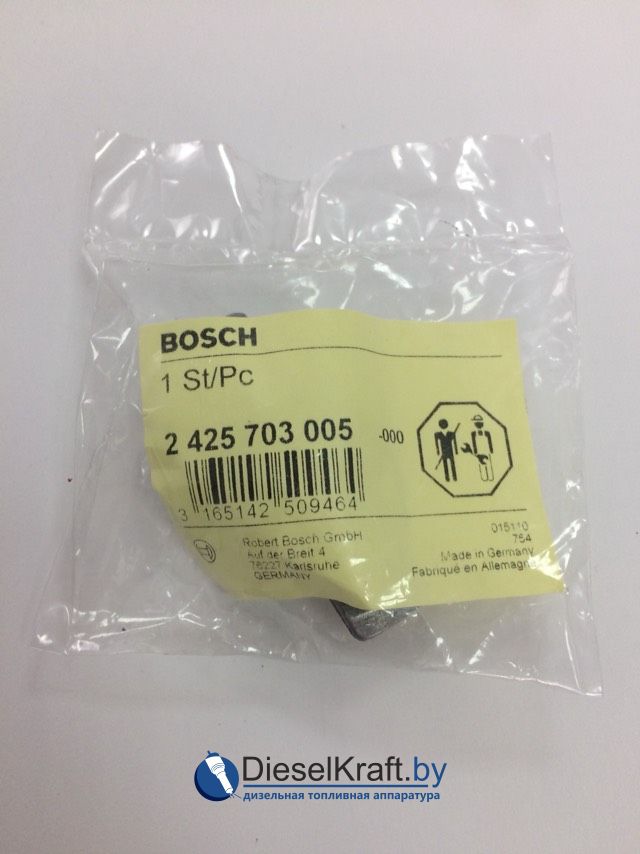 BOSCH
1 St/Pc
2 425 703 005 -000
3 165142 509464
Robert Bosch GmbH
Auf der Breit 4
76227 Karlsruhe
GERMANY
015110
754
Made in Germany
Fabriqué en Allemagne
DieselKraft.by
дизельная топливная аппаратура